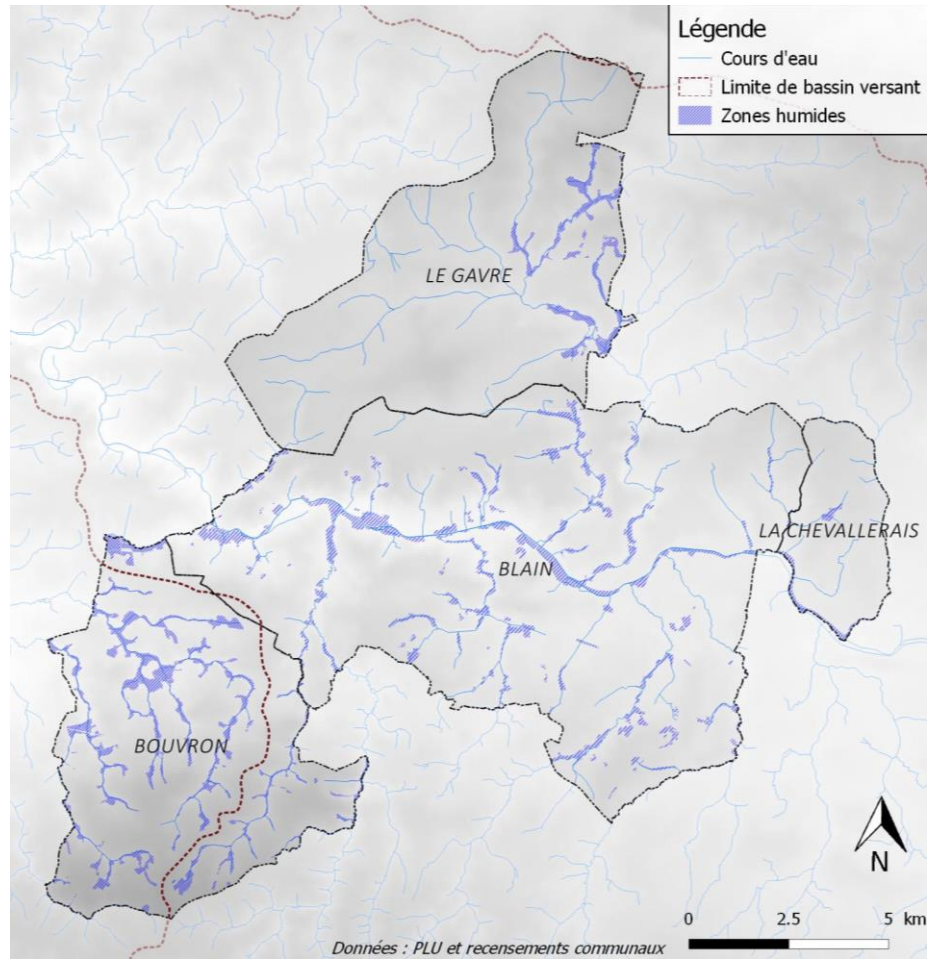 Légende
Cours d'eau
Limite de bassin versant
Zones humides
LE GAVRE
LA CHEVALLERAIS
BLAIN
BOUVRON
N
0 2.5 5 km
Données : PLU et recensements communaux